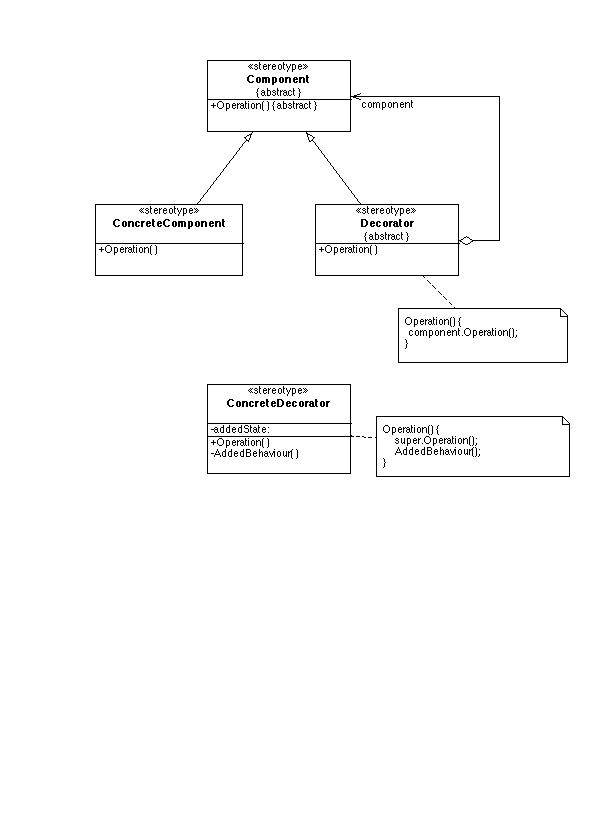 «stereotype»
Component
{abstract}
+Operation(){abstract}
component
«stereotype»
ConcreteComponent
+Operation()
«stereotype»
Decorator
{abstract}
+Operation()
Operation(){
component.Operation();
}
«stereotype»
ConcreteDecorator
-addedState:
+Operation()
-AddedBehaviour()
Operation(){
super.Operation();
AddedBehaviour();
}